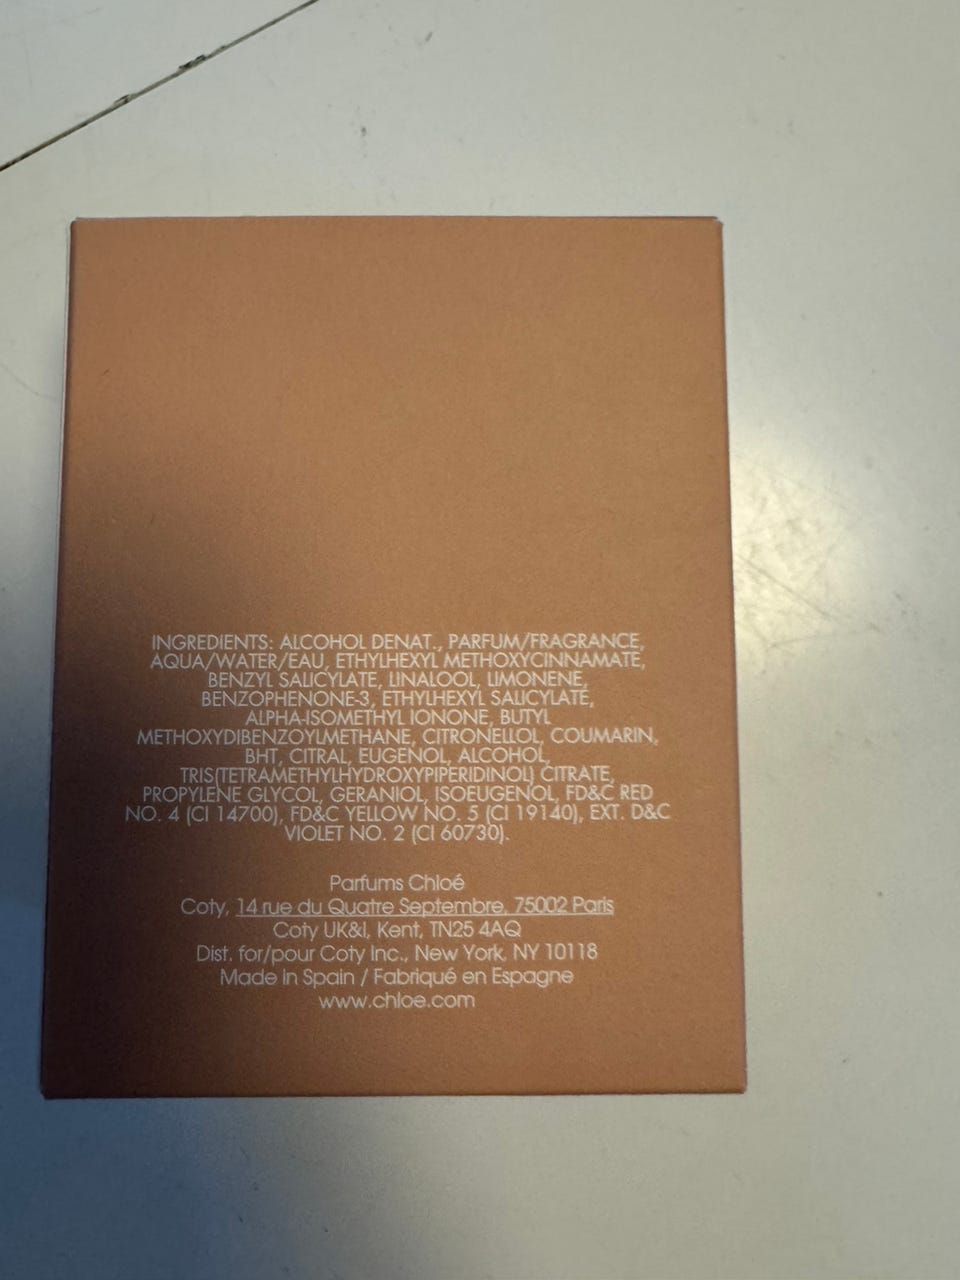 INGREDIENTS: ALCOHOL DENAT., PARFUM/FRAGRANCE,
AQUA/WATER/EAU, ETHYLHEXYL METHOXYCINNAMATE,
BENZYL SALICYLATE, LINALOOL, LIMONENE,
BENZOPHENONE-3, ETHYLHEXYL SALICYLATE,
ALPHA-ISOMETHYL IONONE, BUTYL
METHOXYDIBENZOYLMETHANE, CITRONELLOL, COUMARIN,
BHT, CITRAL, EUGENOL, ALCOHOL,
TRIS(TETRAMETHYLHYDROXYPIPERIDINOL) CITRATE,
PROPYLENE GLYCOL, GERANIOL, ISOEUGENOL, FD&C RED
NO. 4 (CI 14700), FD&C YELLOW NO. 5 (CI 19140), EXT. D&C
VIOLET NO. 2 (CI 60730).
Parfums Chloé
Coty, 14 rue du Quatre Septembre, 75002 Paris
Coty UK&I, Kent, TN25 4AQ
Dist. for/pour Coty Inc., New York, NY 10118
Made in Spain / Fabriqué en Espagne
www.chloe.com